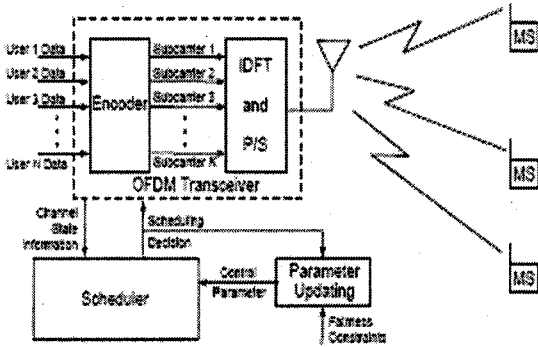 User 1 Data
User 2 Data
User 3 Data
User N Data
Encoder
Subcarrier 1
Subcarrier 2
Subcarrier 3
Subcarrier K
IDFT
and
P/S
OFDM Transceiver
MS
MS
MS
Channel
State
Information
Scheduling
Decision
Scheduler
Control
Parameter
Parameter
Updating
Fairness
Constraints